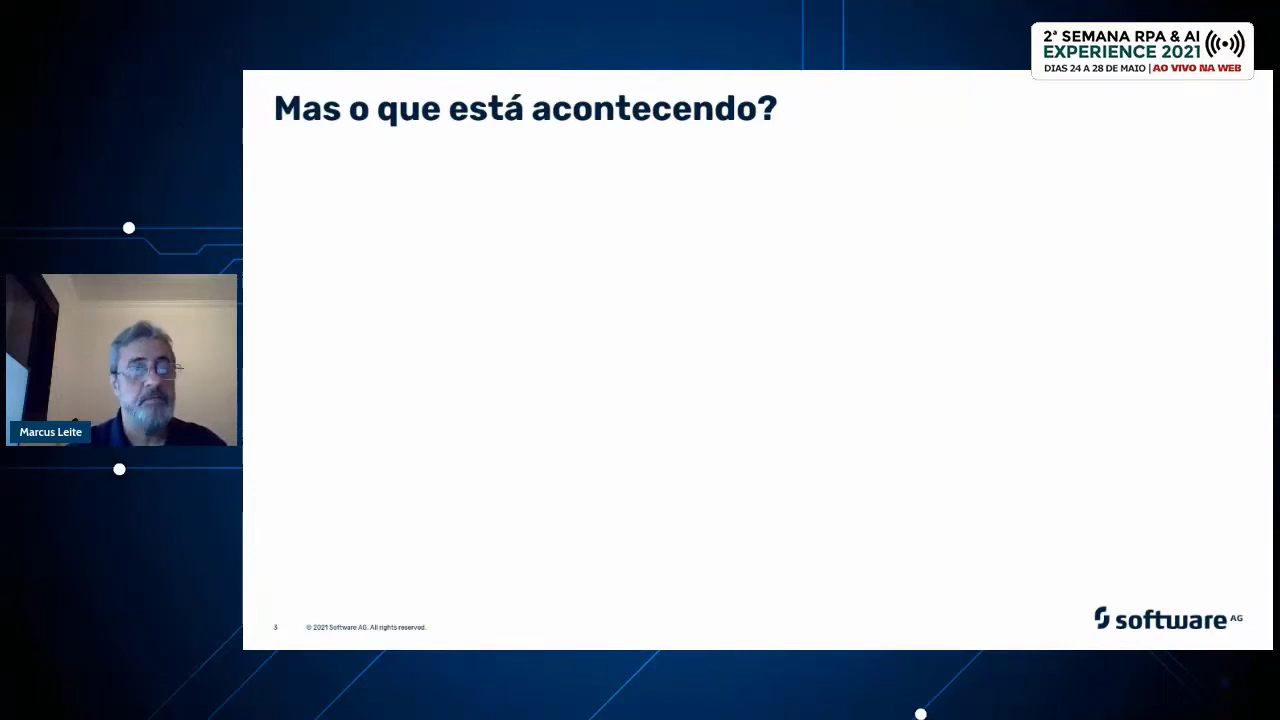 2ª SEMANA RPA & AI
EXPERIENCE 2021
DIAS 24 A 28 DE MAIO | AO VIVO NA WEB
Mas o que está acontecendo?
Marcus Leite
3
© 2021 Software AG. All rights reserved.
software AG